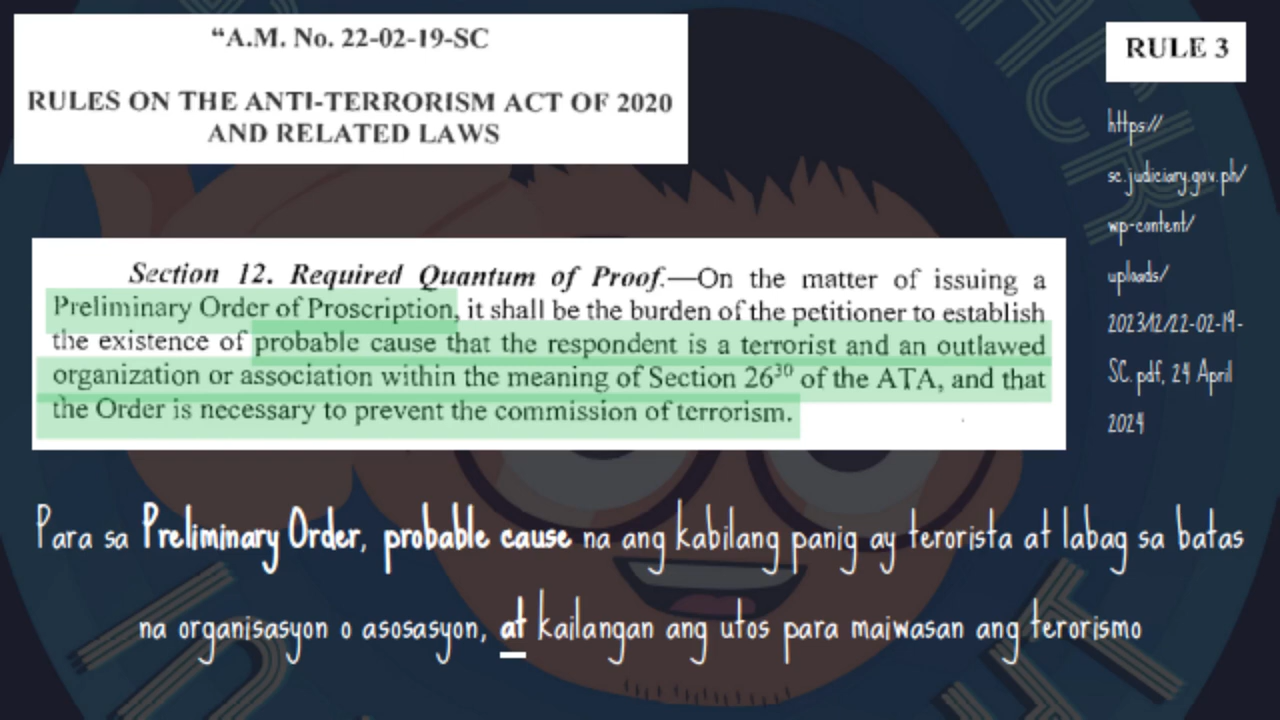 “A.M. No. 22-02-19-SC
RULES ON THE ANTI-TERRORISM ACT OF 2020
AND RELATED LAWS
RULE 3
https://
sc.judiciary.gov.ph/
wp-content/
uploads/
2023/12/22-02-19-
SC.pdf, 24 April
2024
Section 12. Required Quantum of Proof.—On the matter of issuing a
Preliminary Order of Proscription, it shall be the burden of the petitioner to establish
the existence of probable cause that the respondent is a terrorist and an outlawed
organization or association within the meaning of Section 26³⁰ of the ATA, and that
the Order is necessary to prevent the commission of terrorism.
Para sa Preliminary Order, probable cause na ang kabilang panig ay terorista at labag sa batas
na organisasyon o asosasyon, at kailangan ang utos para maiwasan ang terorismo